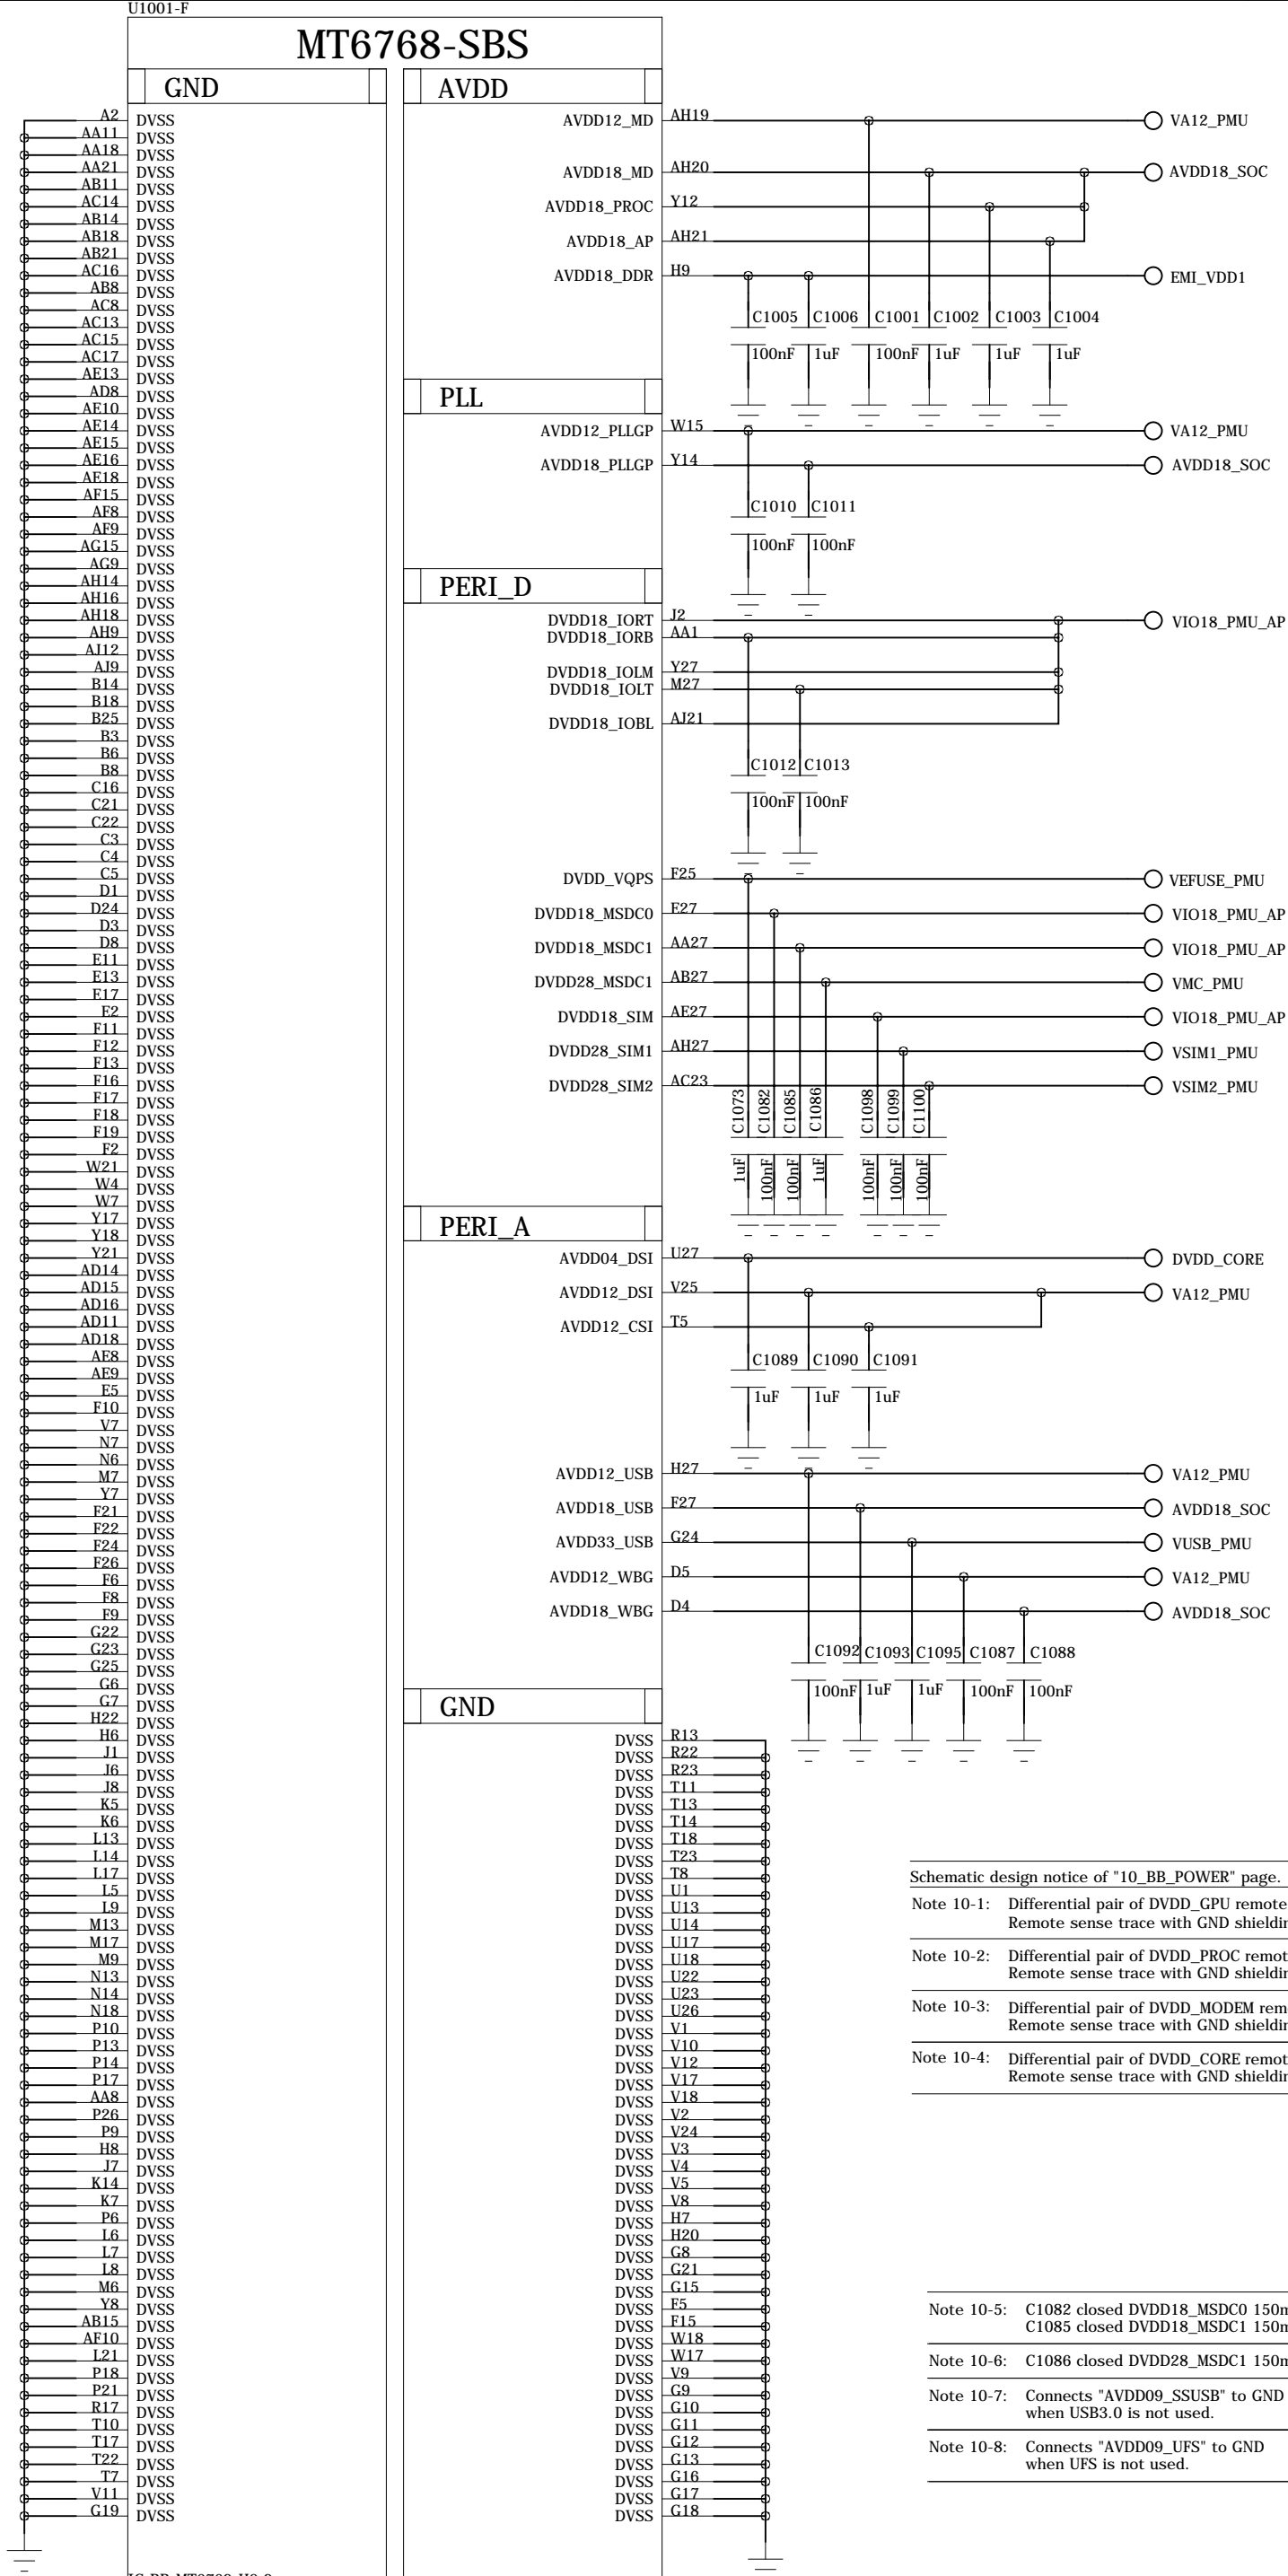 U1001-F
MT6768-SBS
GND
A2 DVSS
AA11 DVSS
AA18 DVSS
AA21 DVSS
AB11 DVSS
AC14 DVSS
AB14 DVSS
AB18 DVSS
AB21 DVSS
AC16 DVSS
AB8 DVSS
AC8 DVSS
AC13 DVSS
AC15 DVSS
AC17 DVSS
AE13 DVSS
AD8 DVSS
AE10 DVSS
AE14 DVSS
AE15 DVSS
AE16 DVSS
AE18 DVSS
AF15 DVSS
AF8 DVSS
AF9 DVSS
AG15 DVSS
AG9 DVSS
AH14 DVSS
AH16 DVSS
AH18 DVSS
AH9 DVSS
AJ12 DVSS
AJ9 DVSS
B14 DVSS
B18 DVSS
B25 DVSS
B3 DVSS
B6 DVSS
B8 DVSS
C16 DVSS
C21 DVSS
C22 DVSS
C3 DVSS
C4 DVSS
C5 DVSS
D1 DVSS
D24 DVSS
D3 DVSS
D8 DVSS
E11 DVSS
E13 DVSS
E17 DVSS
E2 DVSS
F11 DVSS
F12 DVSS
F13 DVSS
F16 DVSS
F17 DVSS
F18 DVSS
F19 DVSS
F2 DVSS
W21 DVSS
W4 DVSS
W7 DVSS
Y17 DVSS
Y18 DVSS
Y21 DVSS
AD14 DVSS
AD15 DVSS
AD16 DVSS
AD11 DVSS
AD18 DVSS
AE8 DVSS
AE9 DVSS
E5 DVSS
F10 DVSS
V7 DVSS
N7 DVSS
N6 DVSS
M7 DVSS
Y7 DVSS
F21 DVSS
F22 DVSS
F24 DVSS
F26 DVSS
F6 DVSS
F8 DVSS
F9 DVSS
G22 DVSS
G23 DVSS
G25 DVSS
G6 DVSS
G7 DVSS
H22 DVSS
H6 DVSS
J1 DVSS
J6 DVSS
J8 DVSS
K5 DVSS
K6 DVSS
L13 DVSS
L14 DVSS
L17 DVSS
L5 DVSS
L9 DVSS
M13 DVSS
M17 DVSS
M9 DVSS
N13 DVSS
N14 DVSS
N18 DVSS
P10 DVSS
P13 DVSS
P14 DVSS
P17 DVSS
AA8 DVSS
P26 DVSS
P9 DVSS
H8 DVSS
J7 DVSS
K14 DVSS
K7 DVSS
P6 DVSS
L6 DVSS
L7 DVSS
L8 DVSS
M6 DVSS
Y8 DVSS
AB15 DVSS
AF10 DVSS
L21 DVSS
P18 DVSS
P21 DVSS
R17 DVSS
T10 DVSS
T17 DVSS
T22 DVSS
T7 DVSS
V11 DVSS
G19 DVSS
AVDD
AVDD12_MD AH19 VA12_PMU
AVDD18_MD AH20 AVDD18_SOC
AVDD18_PROC Y12
AVDD18_AP AH21
AVDD18_DDR H9 EMI_VDD1
C1005 C1006 C1001 C1002 C1003 C1004
100nF 1uF 100nF 1uF 1uF 1uF
PLL
AVDD12_PLLGP W15 VA12_PMU
AVDD18_PLLGP Y14 AVDD18_SOC
C1010 C1011
100nF 100nF
PERI_D
DVDD18_IORT J2 VIO18_PMU_AP
DVDD18_IORB AA1
DVDD18_IOLM Y27
DVDD18_IOLT M27
DVDD18_IOBL AJ21
C1012 C1013
100nF 100nF
DVDD_VQPS F25 VEFUSE_PMU
DVDD18_MSDC0 E27 VIO18_PMU_AP
DVDD18_MSDC1 AA27 VIO18_PMU_AP
DVDD28_MSDC1 AB27 VMC_PMU
DVDD18_SIM AE27 VIO18_PMU_AP
DVDD28_SIM1 AH27 VSIM1_PMU
DVDD28_SIM2 AC23 VSIM2_PMU
C1073 C1082 C1085 C1086 C1098 C1099 C1100
1uF 100nF 100nF 1uF 100nF 100nF 100nF
PERI_A
AVDD04_DSI U27 DVDD_CORE
AVDD12_DSI V25 VA12_PMU
AVDD12_CSI T5
C1089 C1090 C1091
1uF 1uF 1uF
AVDD12_USB H27 VA12_PMU
AVDD18_USB F27 AVDD18_SOC
AVDD33_USB G24 VUSB_PMU
AVDD12_WBG D5 VA12_PMU
AVDD18_WBG D4 AVDD18_SOC
C1092 C1093 C1095 C1087 C1088
100nF 1uF 1uF 100nF 100nF
GND
DVSS R13
DVSS R22
DVSS R23
DVSS T11
DVSS T13
DVSS T14
DVSS T18
DVSS T23
DVSS T8
DVSS U1
DVSS U13
DVSS U14
DVSS U17
DVSS U18
DVSS U22
DVSS U23
DVSS U26
DVSS V1
DVSS V10
DVSS V12
DVSS V17
DVSS V18
DVSS V2
DVSS V24
DVSS V3
DVSS V4
DVSS V5
DVSS V8
DVSS H7
DVSS H20
DVSS G8
DVSS G21
DVSS G15
DVSS F5
DVSS F15
DVSS W18
DVSS W17
DVSS V9
DVSS G9
DVSS G10
DVSS G11
DVSS G12
DVSS G13
DVSS G16
DVSS G17
DVSS G18
Schematic design notice of "10_BB_POWER" page.
Note 10-1: Differential pair of DVDD_GPU remote
Remote sense trace with GND
Note 10-2: Differential pair of DVDD_PROC
Remote sense trace with GND
Note 10-3: Differential pair of DVDD_MODEM
Remote sense trace with GND
Note 10-4: Differential pair of DVDD_CORE
Remote sense trace with GND
Note 10-5: C1082 closed DVDD18_MSDC0
C1085 closed DVDD18_MSDC1
Note 10-6: C1086 closed DVDD28_MSDC1
Note 10-7: Connects "AVDD09_SSUSB" to GND
when USB3.0 is not used.
Note 10-8: Connects "AVDD09_UFS" to GND
when UFS is not used.